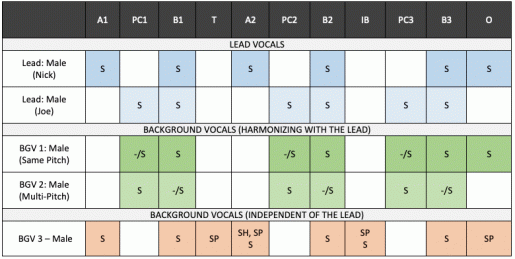 A1 PC1 B1 T A2 PC2 B2 IB PC3 B3 O
LEAD VOCALS
Lead: Male
(Nick) S S S S S S
Lead: Male
(Joe) S S S S S S
BACKGROUND VOCALS (HARMONIZING WITH THE LEAD)
BGV 1: Male
(Same Pitch) -/S S -/S S -/S S S
BGV 2: Male
(Multi-Pitch) S -/S S -/S S -/S
BACKGROUND VOCALS (INDEPENDENT OF THE LEAD)
BGV 3 – Male S S SP SH, SP
S S SP
S S SP